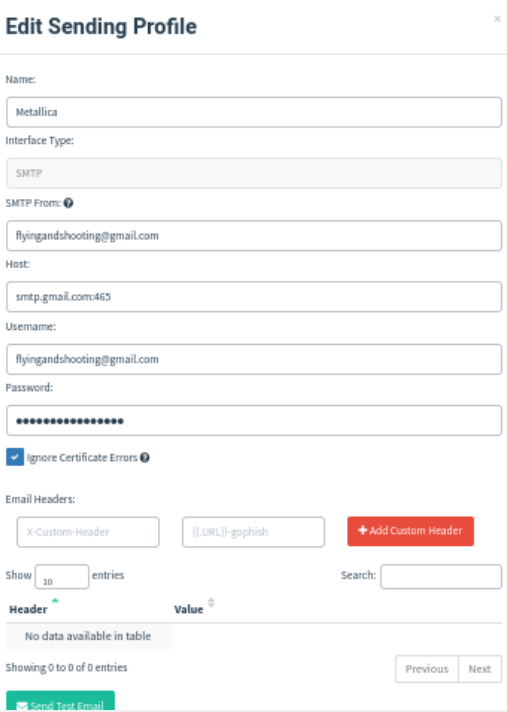 Edit Sending Profile
×
Name:
Metallica
Interface Type:
SMTP
SMTP From: ?
flyingandshooting@gmail.com
Host:
smtp.gmail.com:465
Username:
flyingandshooting@gmail.com
Password:
••••••••••••••••
Ignore Certificate Errors ?
Email Headers:
X-Custom-Header {{.URL}}-gophish + Add Custom Header
Show 10 entries Search:
Header Value
No data available in table
Showing 0 to 0 of 0 entries Previous Next
Send Test Email